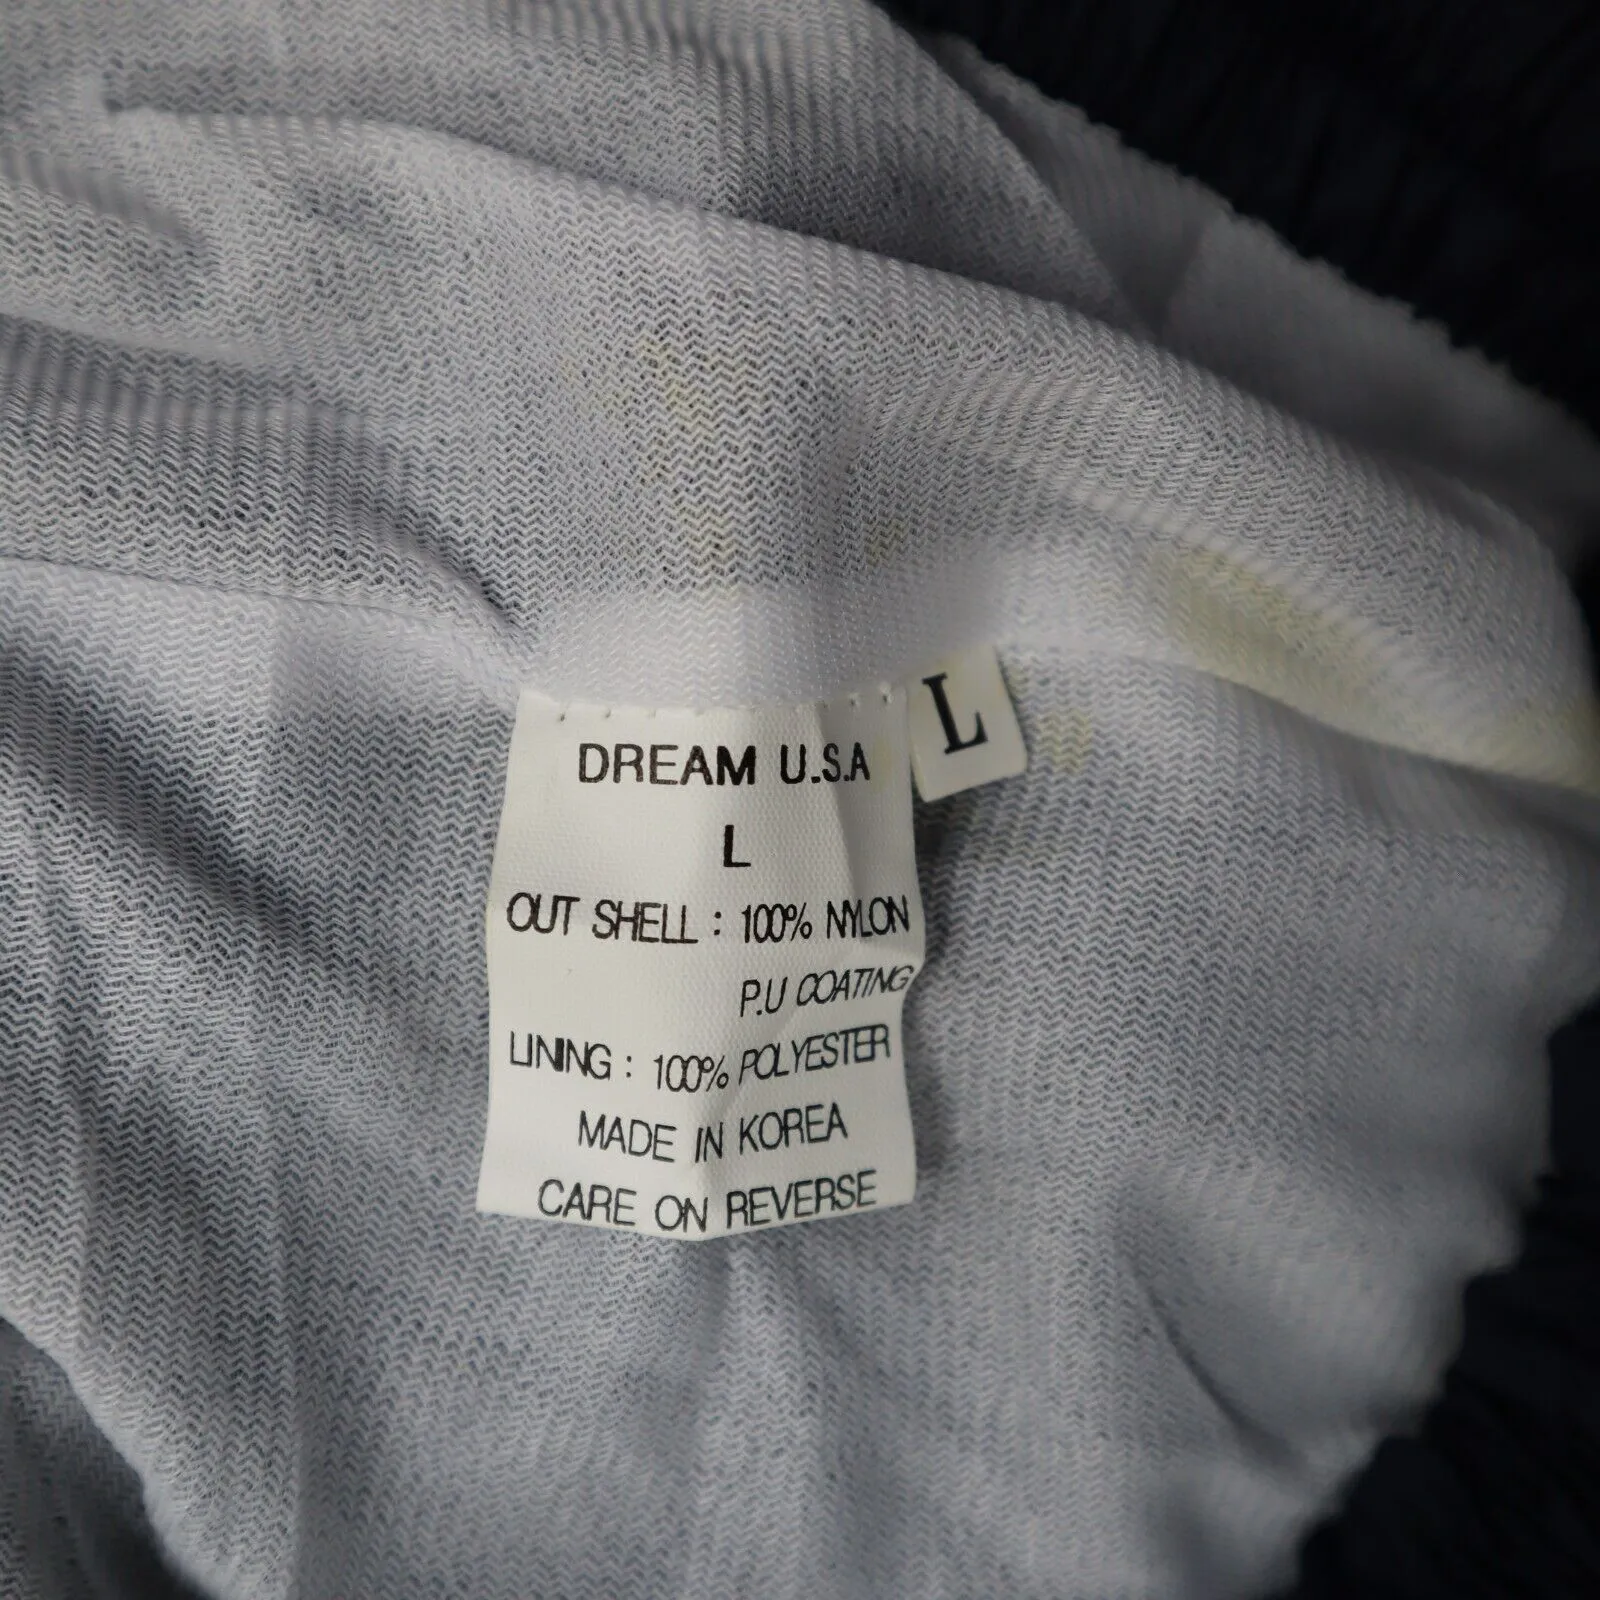 DREAM U.S.A
L
L
OUT SHELL : 100% NYLON
P.U COATING
LINING : 100% POLYESTER
MADE IN KOREA
CARE ON REVERSE